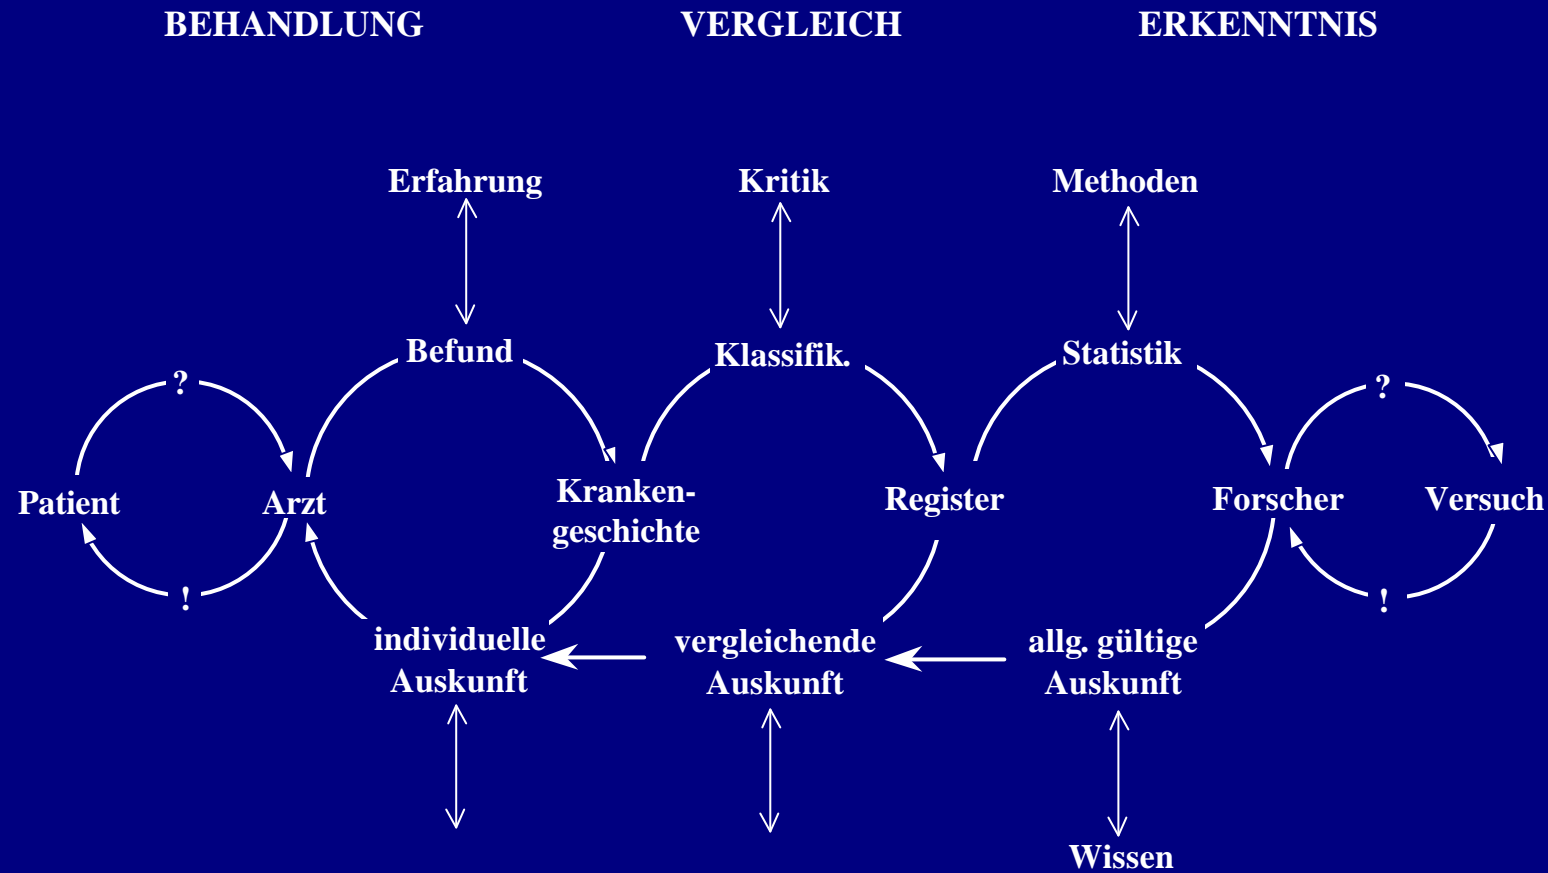 BEHANDLUNG VERGLEICH ERKENNTNIS
Erfahrung Kritik Methoden
Befund Klassifik. Statistik
? ?
Patient Arzt Kranken-
geschichte Register Forscher Versuch
! !
individuelle
Auskunft
vergleichende
Auskunft
allg. gültige
Auskunft
Wissen